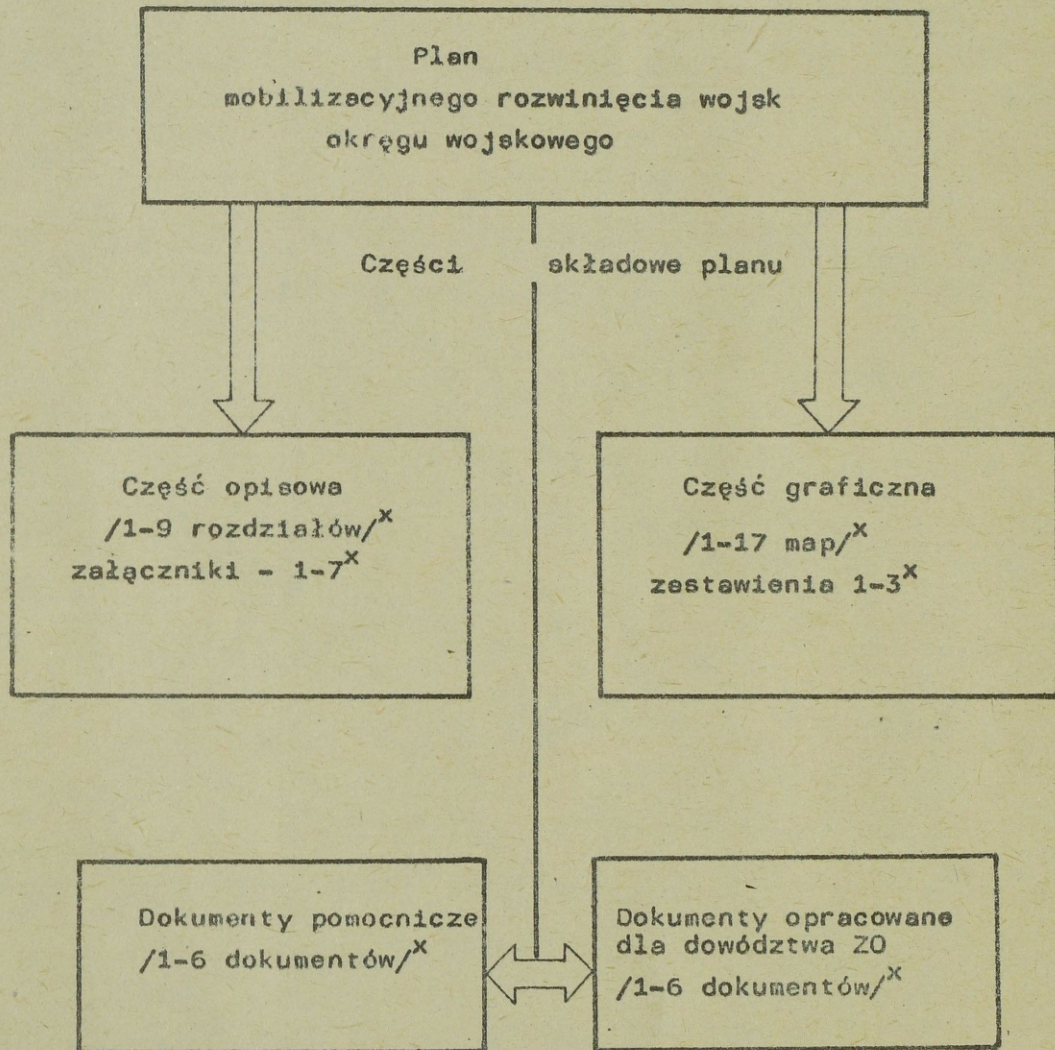 Plan
mobilizacyjnego rozwinięcia wojsk
okręgu wojskowego
Części składowe planu
Część opisowa
/1-9 rozdziałów/x
załączniki - 1-7x
Część graficzna
/1-17 map/x
zestawienia 1-3x
Dokumenty pomocnicze
/1-6 dokumentów/x
Dokumenty opracowane
dla dowództwa ZO
/1-6 dokumentów/x